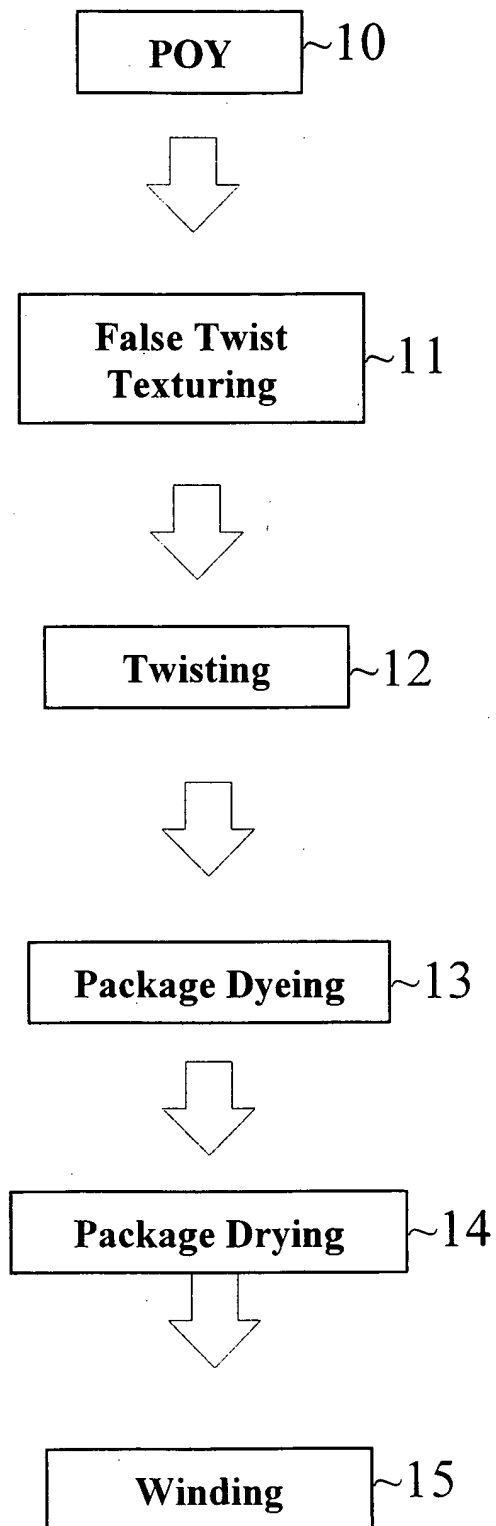 POY ~10
False Twist
Texturing ~11
Twisting ~12
Package Dyeing ~13
Package Drying ~14
Winding ~15